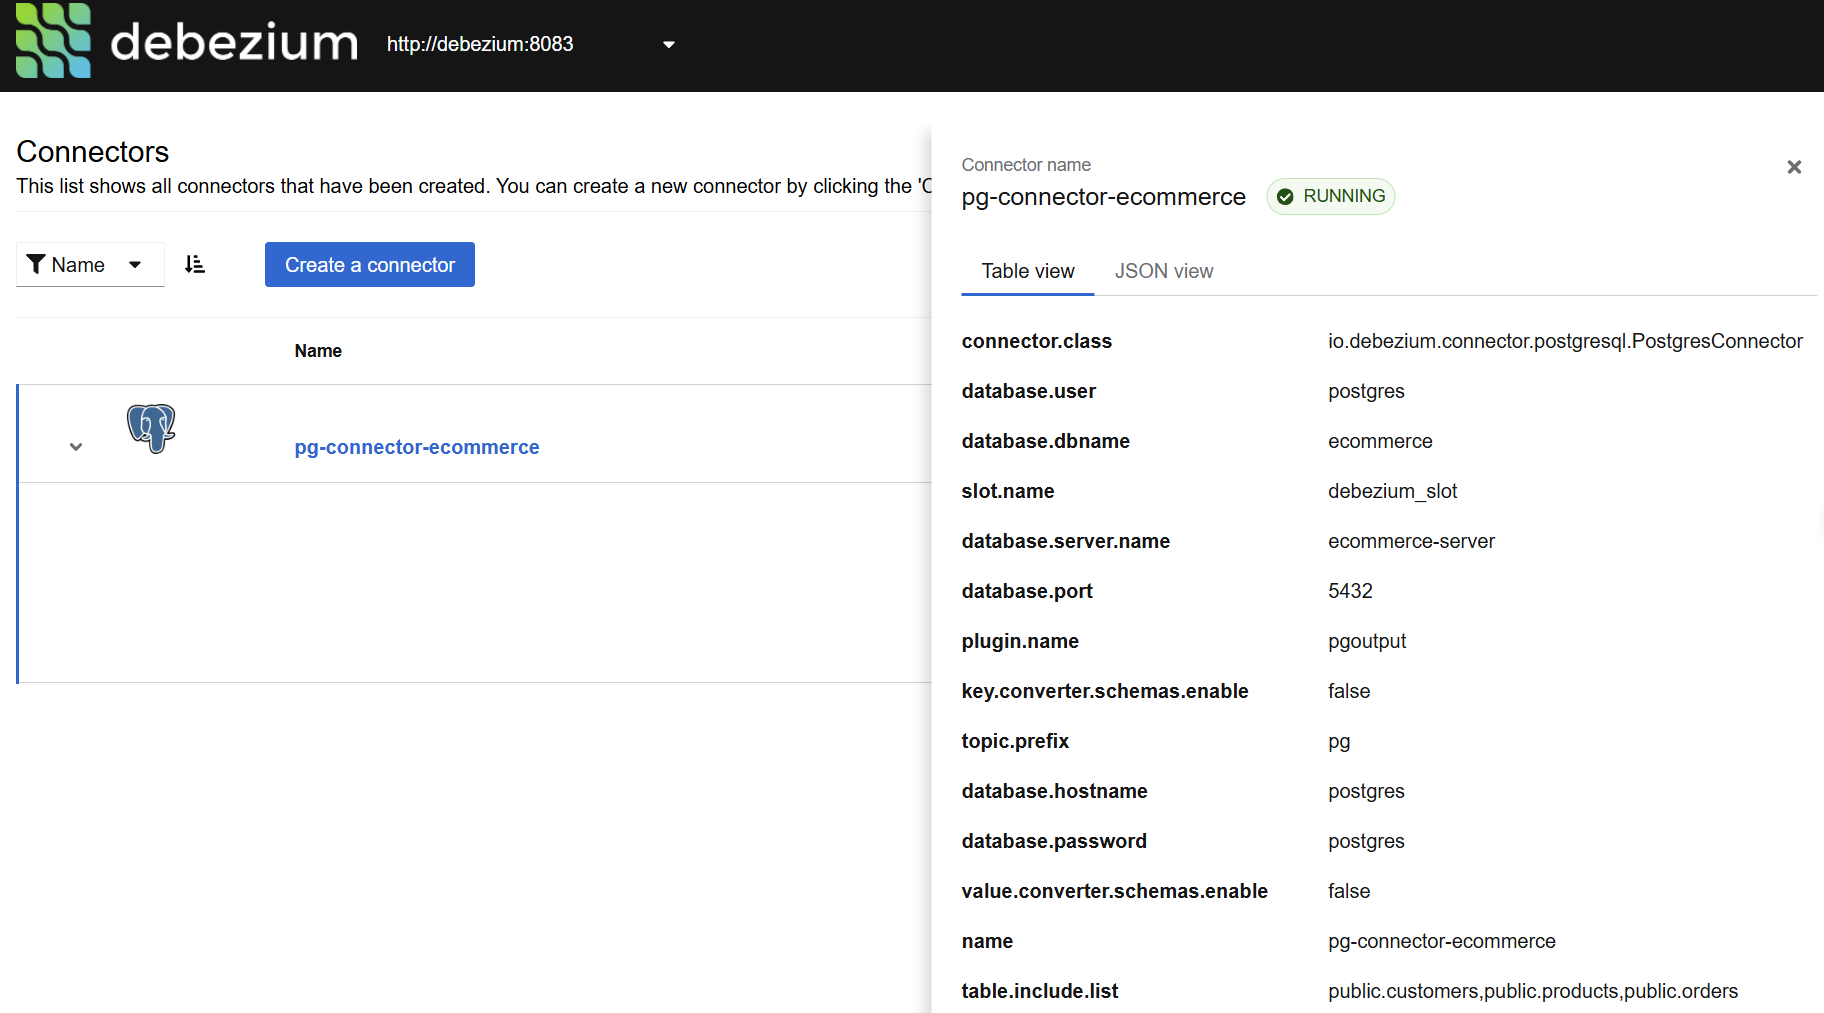 debezium
http://debezium:8083
Connectors
This list shows all connectors that have been created. You can create a new connector by clicking the 'C
Name
Create a connector
Name
pg-connector-ecommerce
Connector name
pg-connector-ecommerce RUNNING
Table view JSON view
connector.class io.debezium.connector.postgresql.PostgresConnector
database.user postgres
database.dbname ecommerce
slot.name debezium_slot
database.server.name ecommerce-server
database.port 5432
plugin.name pgoutput
key.converter.schemas.enable false
topic.prefix pg
database.hostname postgres
database.password postgres
value.converter.schemas.enable false
name pg-connector-ecommerce
table.include.list public.customers,public.products,public.orders